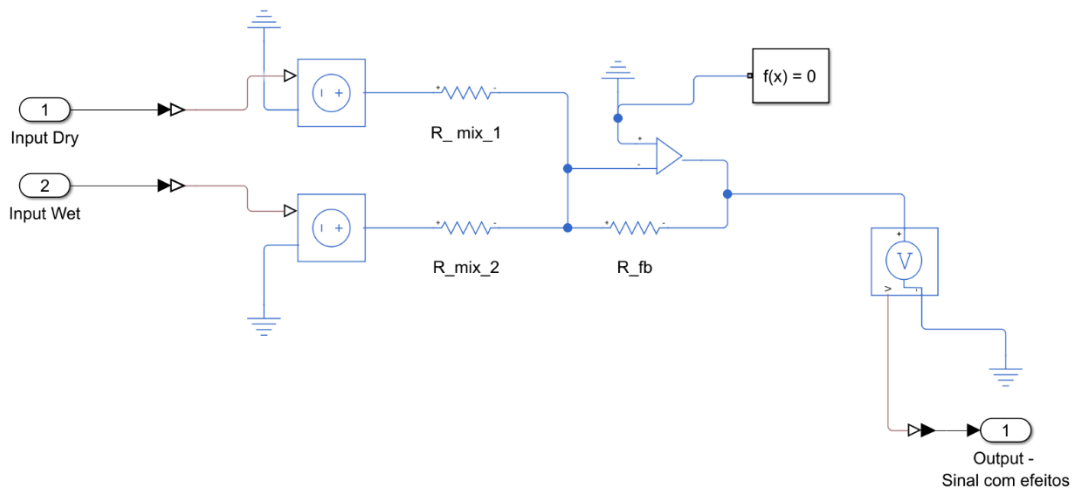 f(x) = 0
1
Input Dry
R_ mix_1
2
Input Wet
R_mix_2
R_fb
V
V
1
Output -
Sinal com efeitos